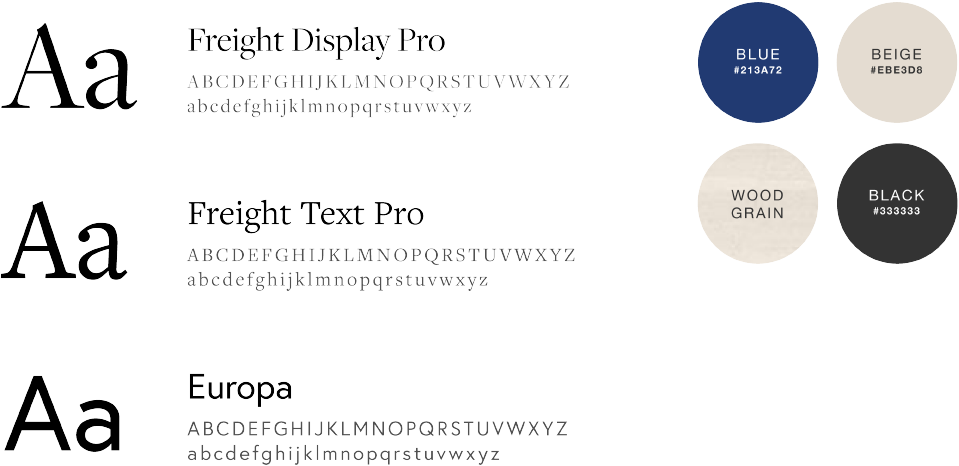 Aa
Freight Display Pro
ABCDEFGHIJKLMNOPQRSTUVWXYZ
abcdefghijklmnopqrstuvwxyz
Aa
Freight Text Pro
ABCDEFGHIJKLMNOPQRSTUVWXYZ
abcdefghijklmnopqrstuvwxyz
Aa
Europa
ABCDEFGHIJKLMNOPQRSTUVWXYZ
abcdefghijklmnopqrstuvwxyz
BLUE
#213A72
BEIGE
#EBE3D8
WOOD
GRAIN
BLACK
#333333